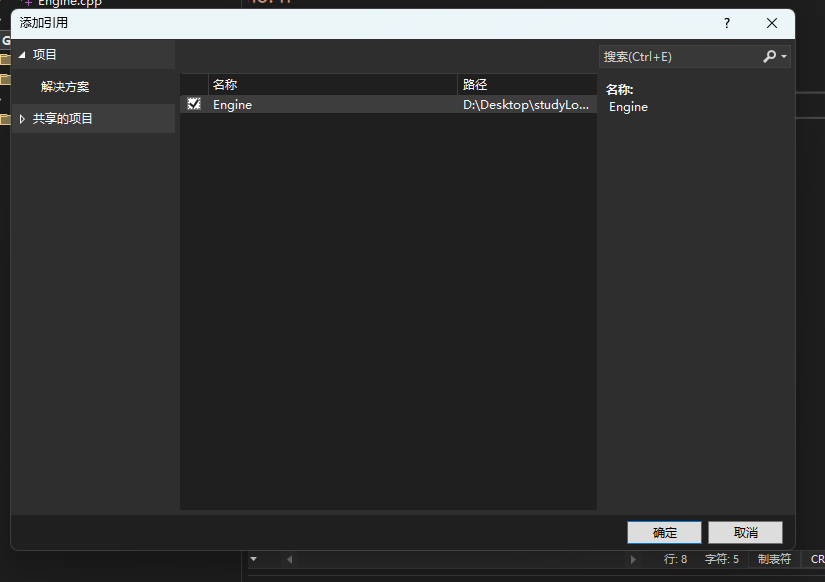 Engine.cpp
添加引用
?
项目
解决方案
共享的项目
名称
路径
Engine
D:\Desktop\studyLo...
搜索(Ctrl+E)
名称:
Engine
确定
取消
行: 8
字符: 5
制表符
CR